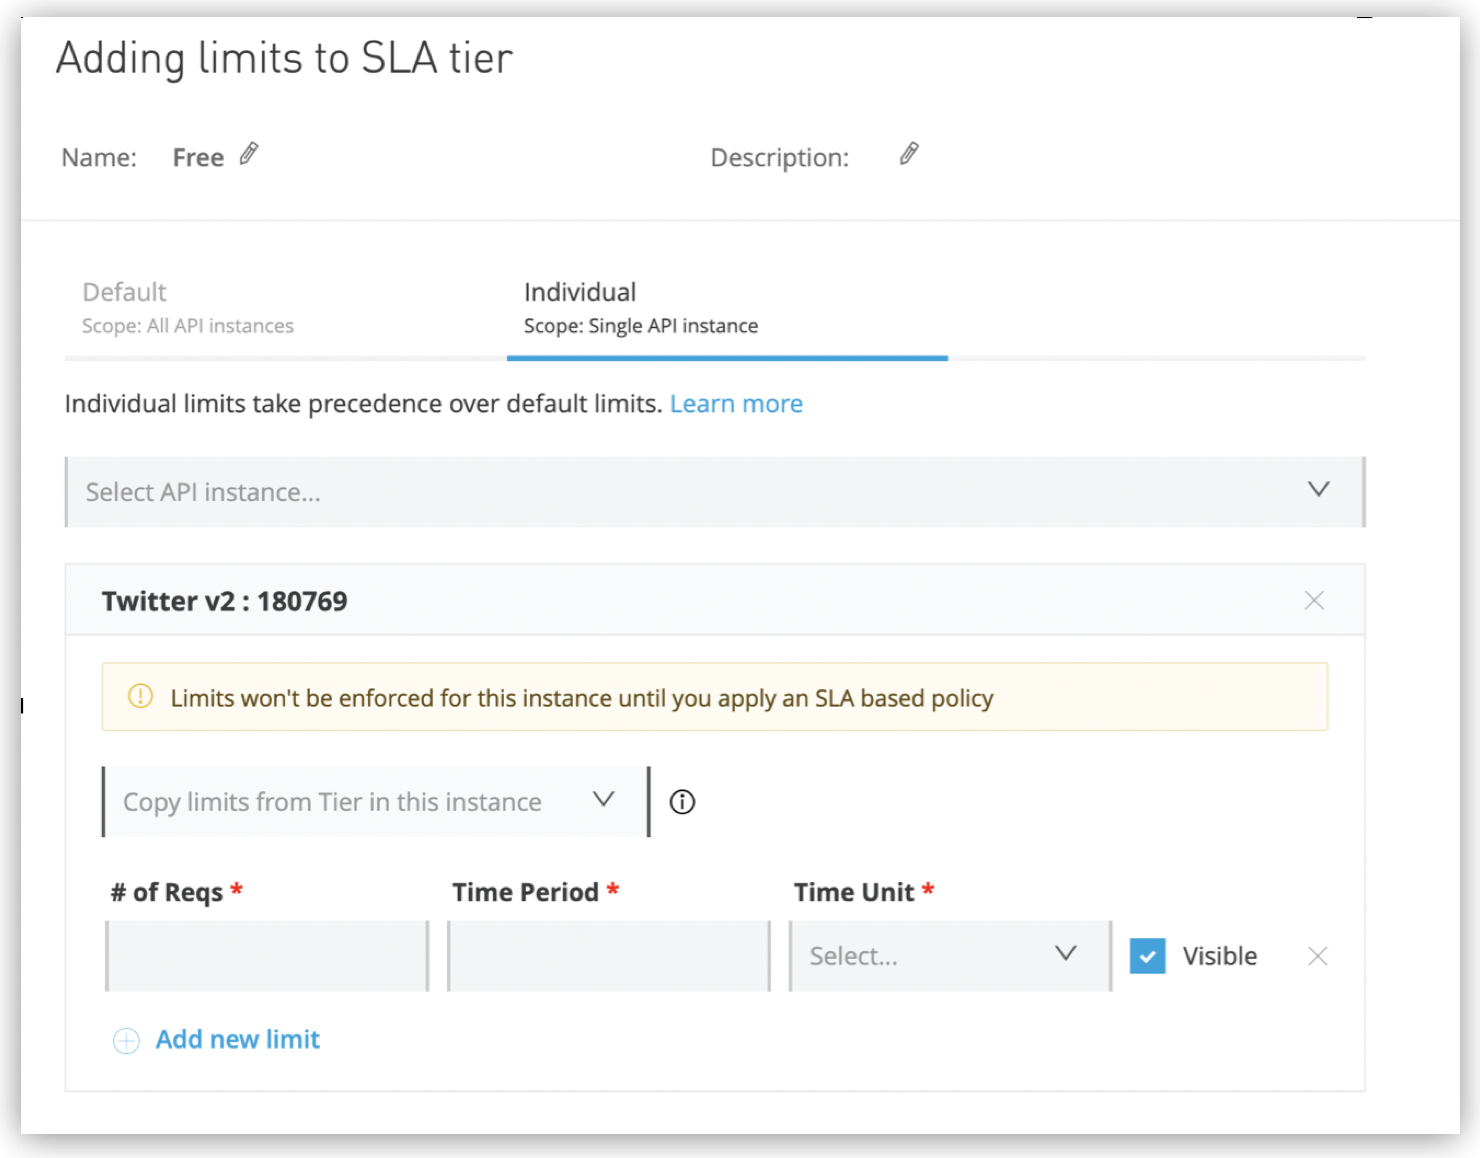 Adding limits to SLA tier
Name: Free
Description:
Default
Scope: All API instances
Individual
Scope: Single API instance
Individual limits take precedence over default limits. Learn more
Select API instance...
Twitter v2 : 180769
Limits won't be enforced for this instance until you apply an SLA based policy
Copy limits from Tier in this instance
# of Reqs * Time Period * Time Unit *
Select... Visible
Add new limit